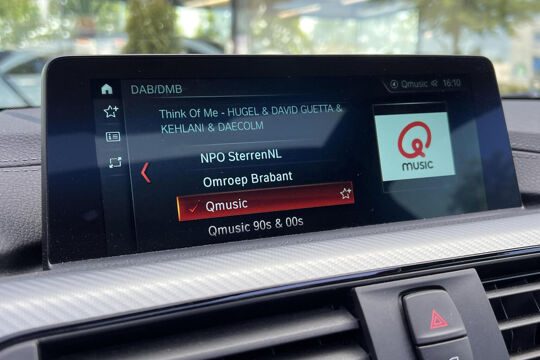 DAB/DMB
Qmusic 16:10
Think Of Me - HUGEL & DAVID GUETTA &
KEHLANI & DAECOLM
NPO SterrenNL
Omroep Brabant
Qmusic
Qmusic 90s & 00s
Q
MUSIC